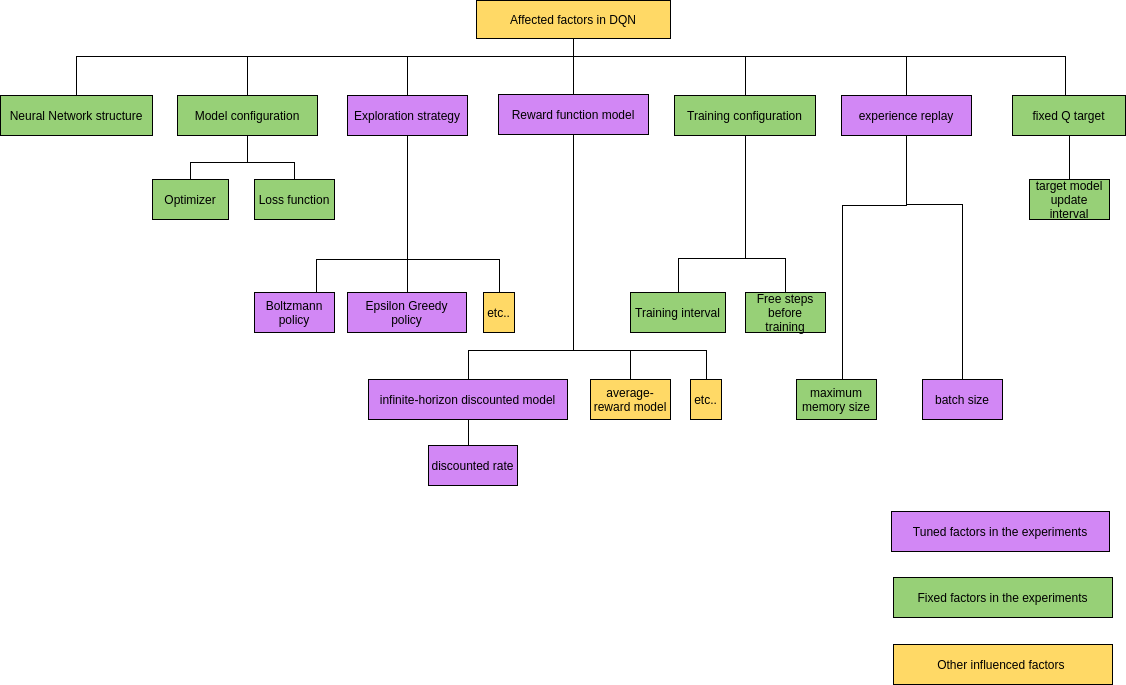 Affected factors in DQN
Neural Network structure
Model configuration
Exploration strategy
Reward function model
Training configuration
experience replay
fixed Q target
Optimizer
Loss function
target model
update
interval
Boltzmann
policy
Epsilon Greedy
policy
etc..
Training interval
Free steps
before
training
infinite-horizon discounted model
average-
reward model
etc..
maximum
memory size
batch size
discounted rate
Tuned factors in the experiments
Fixed factors in the experiments
Other influenced factors